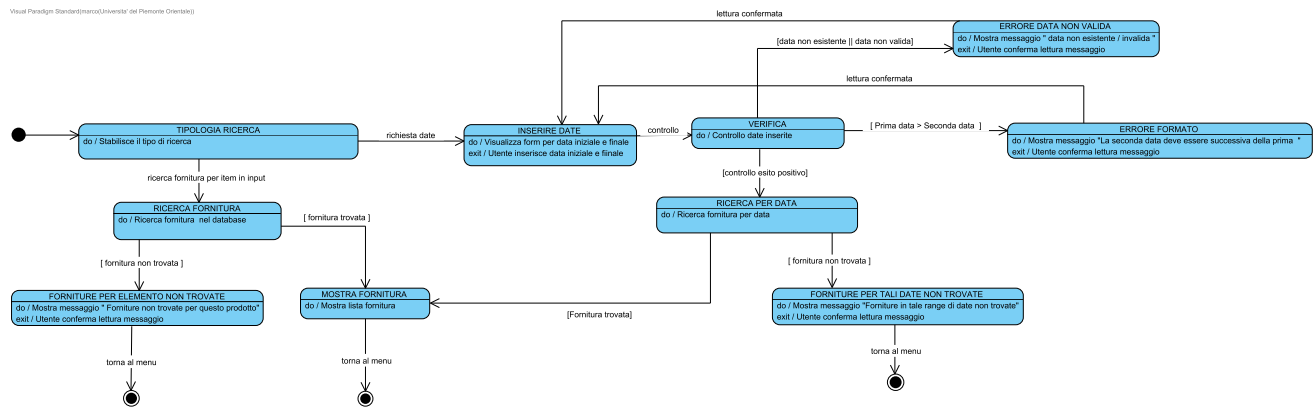 Visual Paradigm Standard(marco(Universita' del Piemonte Orientale))
lettura confermata
ERRORE DATA NON VALIDA
do / Mostra messaggio " data non esistente / invalida "
exit / Utente conferma lettura messaggio
[data non esistente || data non valida]
lettura confermata
TIPOLOGIA RICERCA
do / Stabilisce il tipo di ricerca
richiesta date
INSERIRE DATE
do / Visualizza form per data iniziale e finale
exit / Utente inserisce data iniziale e fiinale
controllo
VERIFICA
do / Controllo date inserite
[ Prima data > Seconda data ]
ERRORE FORMATO
do / Mostra messaggio "La seconda data deve essere successiva della prima "
exit / Utente conferma lettura messaggio
ricerca fornitura per item in input
[controllo esito positivo]
RICERCA FORNITURA
do / Ricerca fornitura nel database
[ fornitura trovata ]
RICERCA PER DATA
do / Ricerca fornitura per data
[ fornitura non trovata ]
[ fornitura non trovata ]
FORNITURE PER ELEMENTO NON TROVATE
do / Mostra messaggio " Forniture non trovate per questo prodotto"
exit / Utente conferma lettura messaggio
MOSTRA FORNITURA
do / Mostra lista fornitura
[Fornitura trovata]
FORNITURE PER TALI DATE NON TROVATE
do / Mostra messaggio "Forniture in tale range di date non trovate"
exit / Utente conferma lettura messaggio
torna al menu
torna al menu
torna al menu